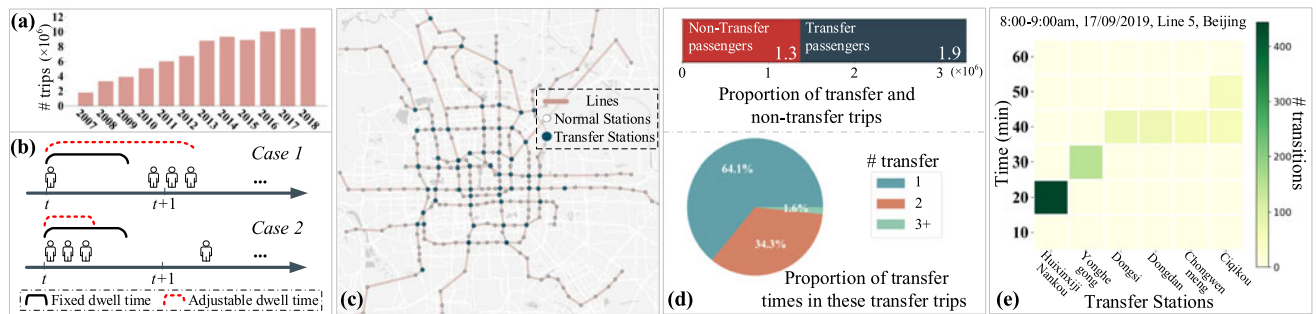 (a)
# trips (×10⁶)
12
10
8
6
4
2
0
2007
2008
2009
2010
2011
2012
2013
2014
2015
2016
2017
2018
(b)
Case 1
...
t
t+1
Case 2
...
t
t+1
Fixed dwell time
Adjustable dwell time
Lines
Normal Stations
Transfer Stations
(c)
Non-Transfer
passengers
1.3
Transfer
passengers
1.9
0
1
2
3 (×10⁶)
Proportion of transfer and
non-transfer trips
64.1%
1.6%
34.3%
# transfer
1
2
3+
(d)
Proportion of transfer
times in these transfer trips
8:00-9:00am, 17/09/2019, Line 5, Beijing
Time (min)
60
50
40
30
20
10
Huixinxiji
Nankou
Yonghe
gong
Dongsi
Dongdan
Chongwen
meng
Ciqikou
(e)
Transfer Stations
400
300
200
100
0
# transitions